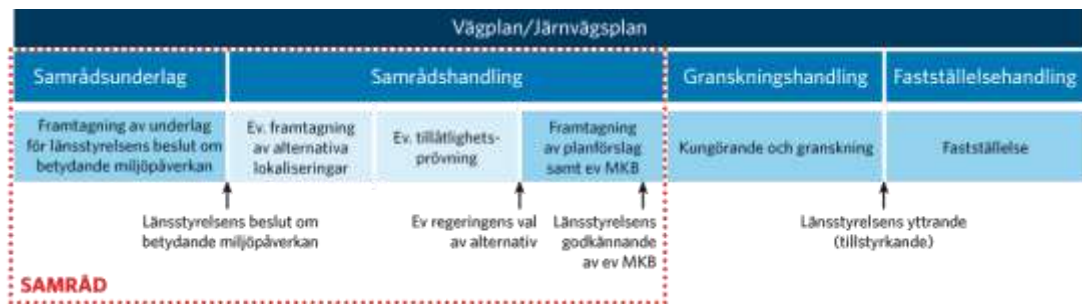 Vägplan/Järnvägsplan
Samrådsunderlag
Samrådshandling
Granskningshandling
Fastställelsehandling
Framtagning av underlag
för länsstyrelsens beslut om
betydande miljöpåverkan
Ev. framtagning
av alternativa
lokaliseringar
Ev. tillåtlighets-
prövning
Framtagning
av planförslag
samt ev MKB
Kungörande och granskning
Fastställelse
Länsstyrelsens beslut om
betydande miljöpåverkan
Ev regeringens val
av alternativ
Länsstyrelsens
godkännande
av ev MKB
Länsstyrelsens yttrande
(tillstyrkande)
SAMRÅD